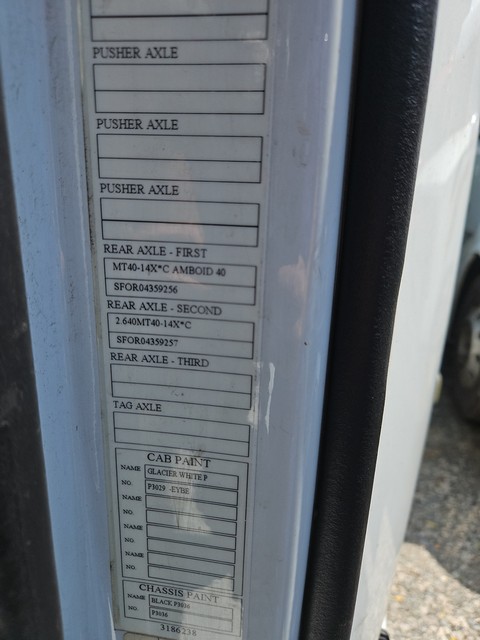 PUSHER AXLE
PUSHER AXLE
PUSHER AXLE
REAR AXLE - FIRST
MT40-14X*C AMBOID 40
SFOR04359256
REAR AXLE - SECOND
2.640MT40-14X*C
SFOR04359257
REAR AXLE - THIRD
TAG AXLE
CAB PAINT
NAME GLACIER WHITE P
NO. P3029 -EYBE
NAME
NO.
NAME
NO.
NAME
NO.
CHASSIS PAINT
NAME BLACK P3036
NO. P3036
3186238